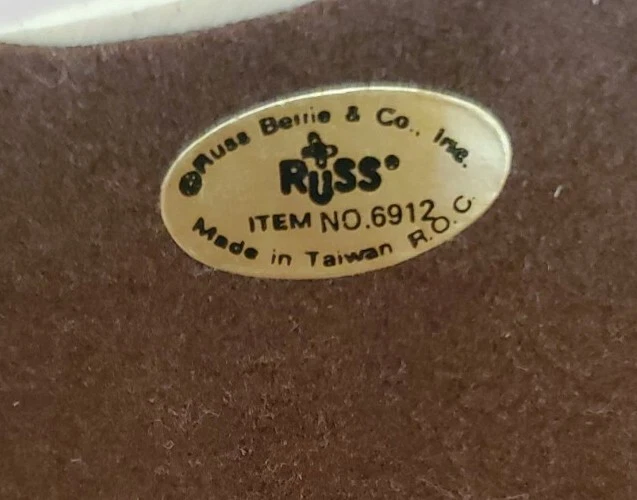 ©Russ Berrie & Co., Inc.
RUSS®
ITEM NO.6912
Made in Taiwan R.O.C.